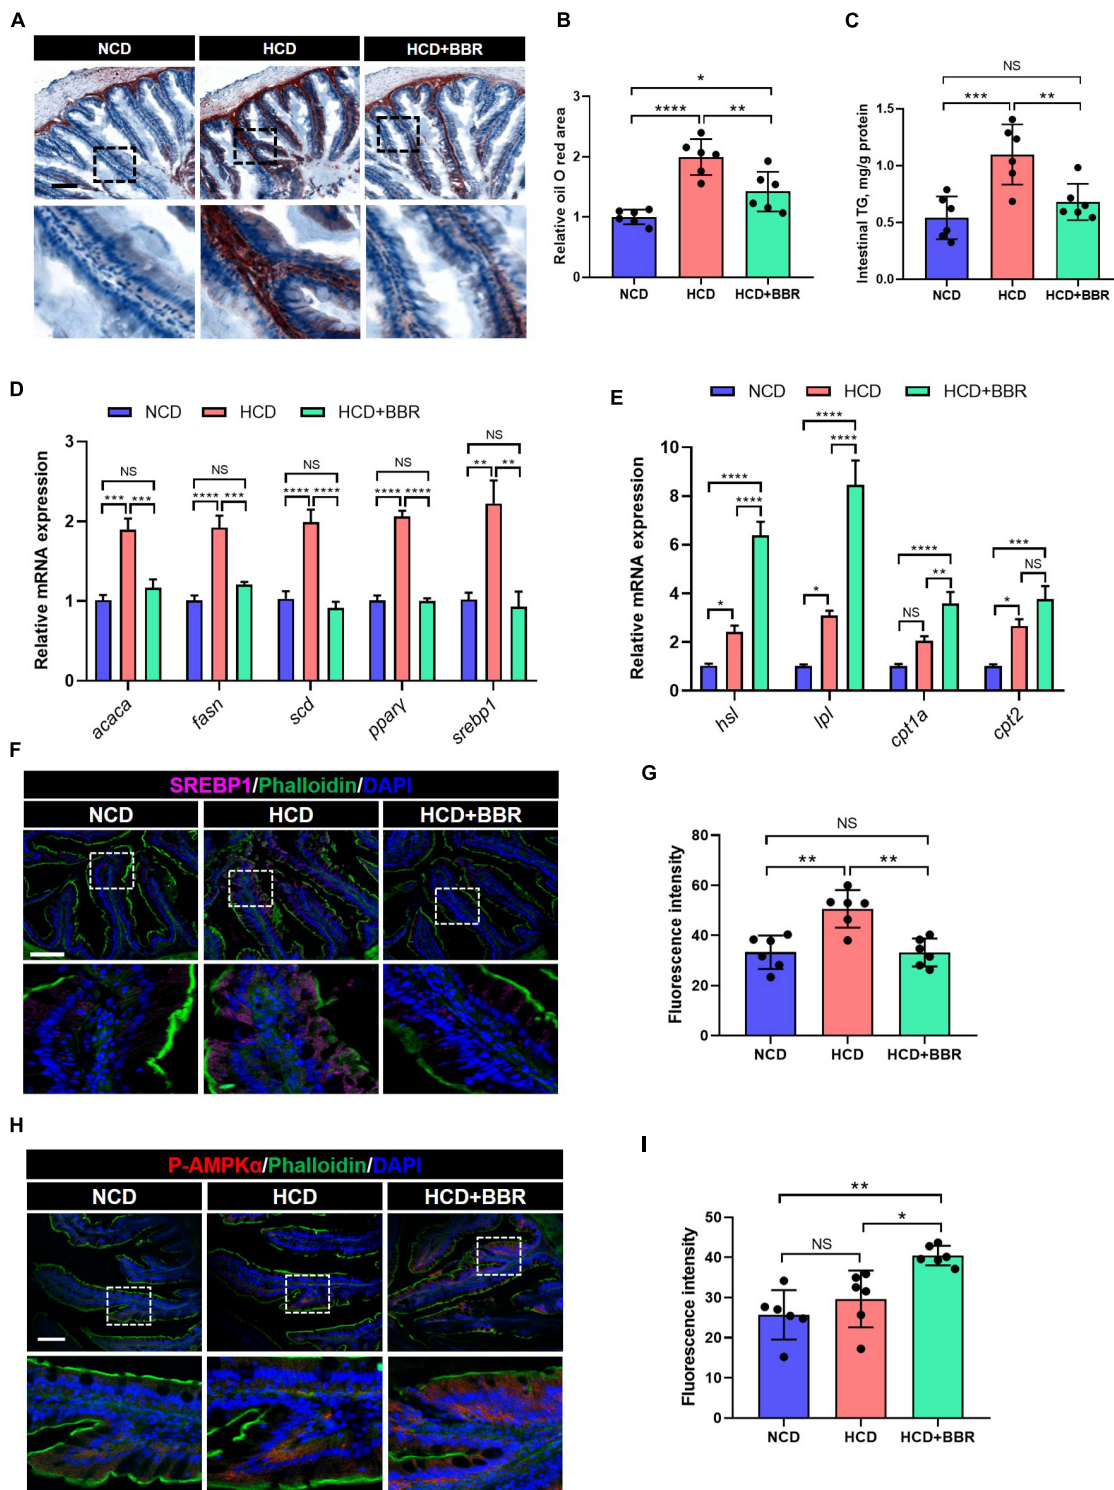 A
NCD HCD HCD+BBR
B
Relative oil O red area
3
2
1
0
*
**** **
NCD HCD HCD+BBR
C
Intestinal TG, mg/g protein
1.5
1.0
0.5
0.0
NS
*** **
NCD HCD HCD+BBR
D
NCD HCD HCD+BBR
Relative mRNA expression
3
2
1
0
NS NS NS NS NS
*** *** **** *** **** **** **** **** ** **
acaca fasn scd pparγ srebp1
E
NCD HCD HCD+BBR
Relative mRNA expression
10
8
6
4
2
0
**** **** **** ***
**** **** ** NS
* * NS *
hsl lpl cpt1a cpt2
F
SREBP1/Phalloidin/DAPI
NCD HCD HCD+BBR
G
Fluorescence intensity
80
60
40
20
0
NS
** **
NCD HCD HCD+BBR
H
P-AMPKα/Phalloidin/DAPI
NCD HCD HCD+BBR
I
Fluorescence intensity
50
40
30
20
10
0
**
*
NS
NCD HCD HCD+BBR